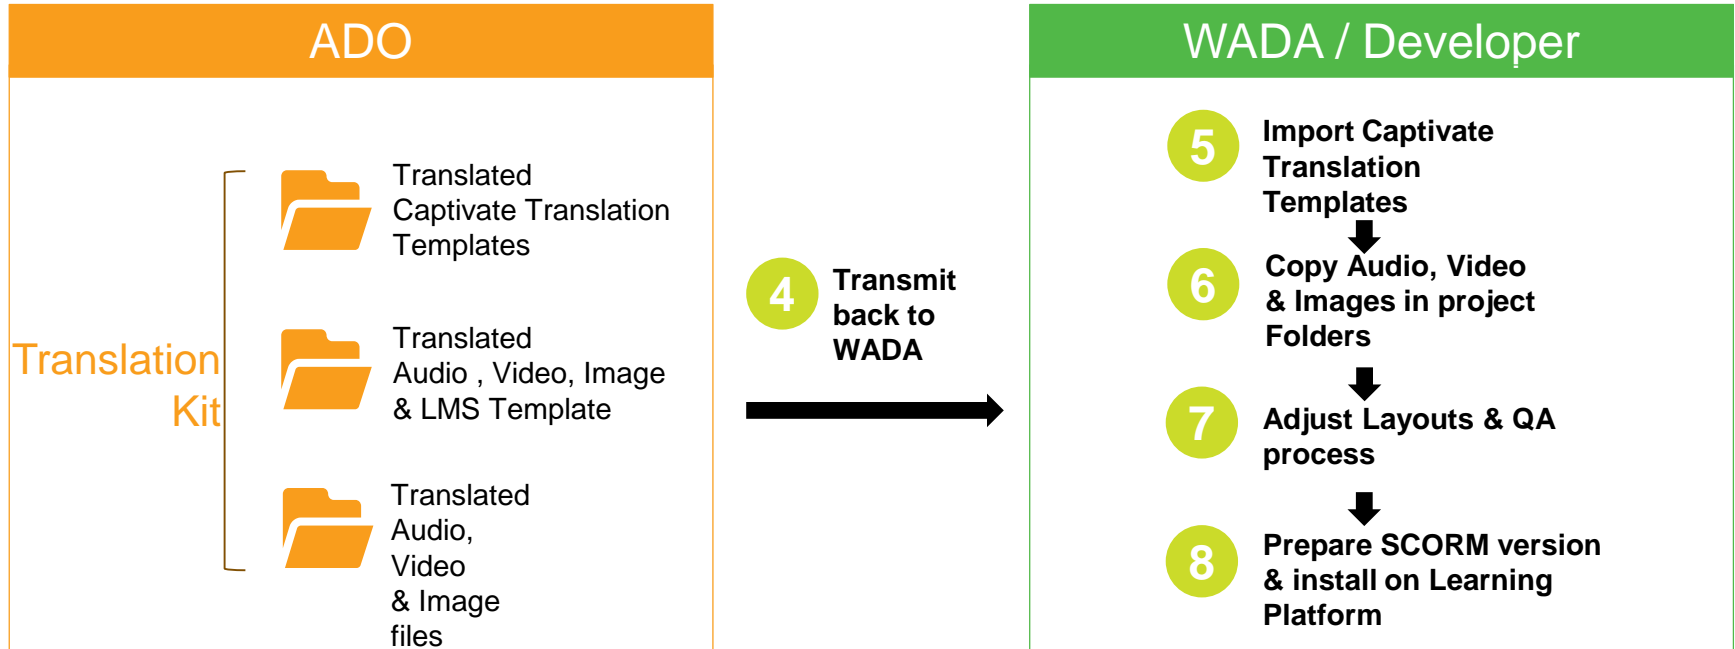 ADO
Translation
Kit
Translated
Captivate Translation
Templates
Translated
Audio , Video, Image
& LMS Template
Translated
Audio,
Video
& Image
files
4
Transmit
back to
WADA
WADA / Developer
5
Import Captivate
Translation
Templates
6
Copy Audio, Video
& Images in project
Folders
7
Adjust Layouts & QA
process
8
Prepare SCORM version
& install on Learning
Platform